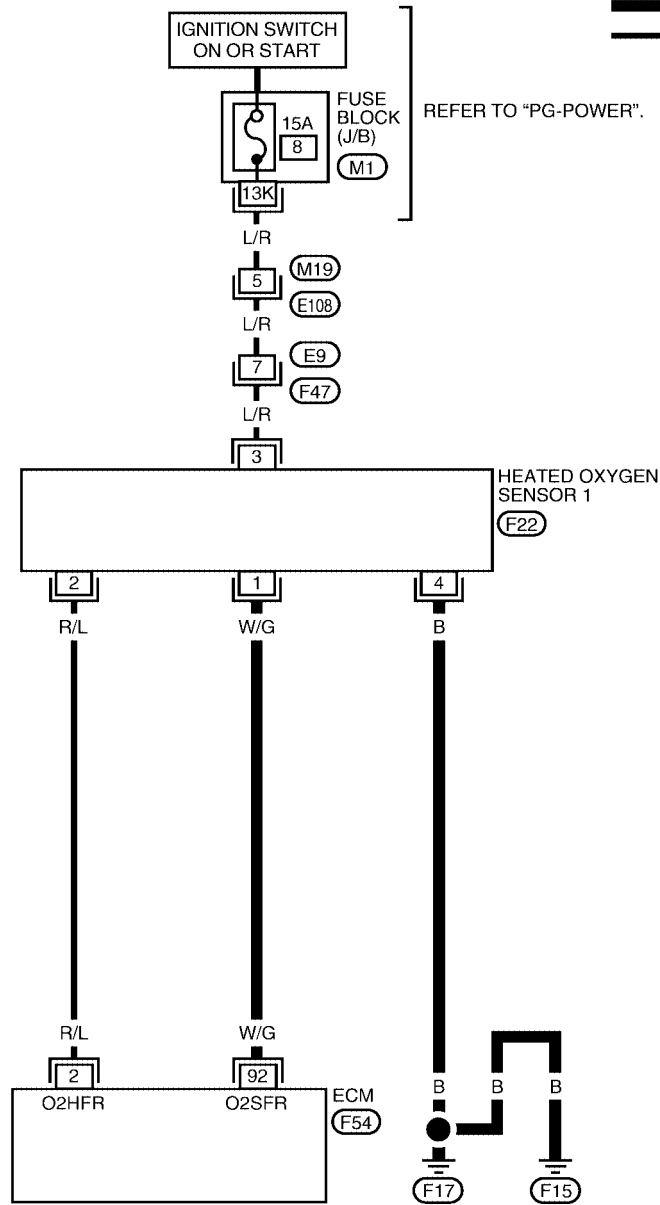 IGNITION SWITCH
ON OR START
FUSE
BLOCK
(J/B)
REFER TO “PG-POWER”.
15A
8
M1
13K
L/R
5
M19
E108
L/R
7
E9
F47
L/R
3
HEATED OXYGEN
SENSOR 1
F22
2 1 4
R/L W/G B
R/L W/G
2 92
O2HFR O2SFR
ECM
F54
B B B
F17 F15